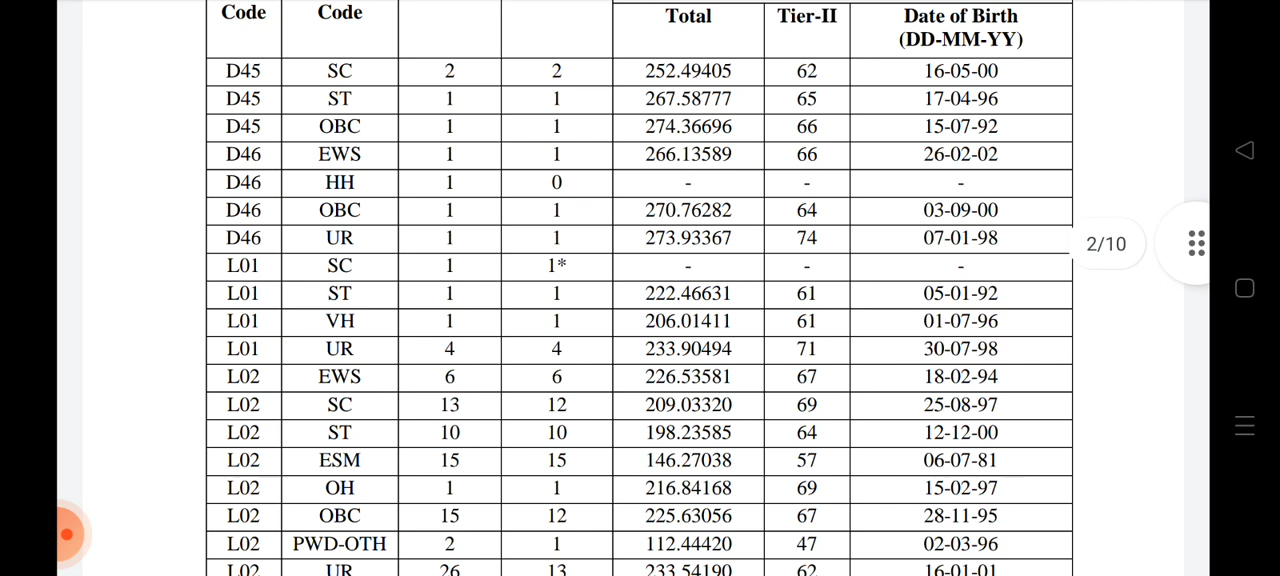 Code Code Total Tier-II Date of Birth
(DD-MM-YY)
D45 SC 2 2 252.49405 62 16-05-00
D45 ST 1 1 267.58777 65 17-04-96
D45 OBC 1 1 274.36696 66 15-07-92
D46 EWS 1 1 266.13589 66 26-02-02
D46 HH 1 0 - - -
D46 OBC 1 1 270.76282 64 03-09-00
D46 UR 1 1 273.93367 74 07-01-98
2/10
L01 SC 1 1* - - -
L01 ST 1 1 222.46631 61 05-01-92
L01 VH 1 1 206.01411 61 01-07-96
L01 UR 4 4 233.90494 71 30-07-98
L02 EWS 6 6 226.53581 67 18-02-94
L02 SC 13 12 209.03320 69 25-08-97
L02 ST 10 10 198.23585 64 12-12-00
L02 ESM 15 15 146.27038 57 06-07-81
L02 OH 1 1 216.84168 69 15-02-97
L02 OBC 15 12 225.63056 67 28-11-95
L02 PWD-OTH 2 1 112.44420 47 02-03-96
L02 UR 26 13 233.54190 62 16-01-01